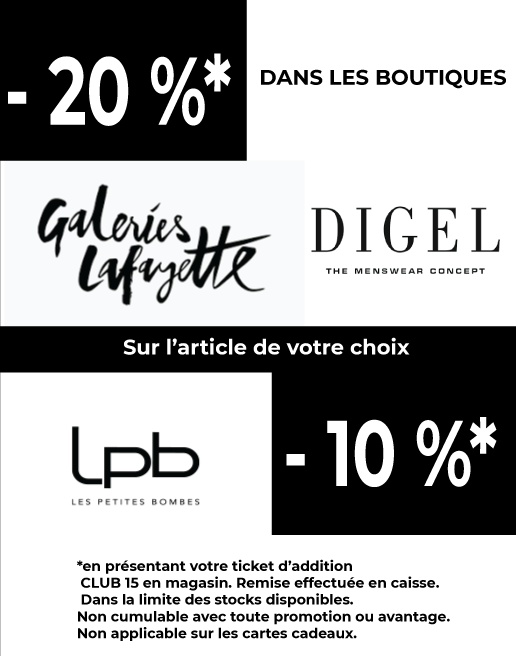 - 20 %*
DANS LES BOUTIQUES
Galeries
Lafayette
DIGEL
THE MENSWEAR CONCEPT
Sur l’article de votre choix
lpb
LES PETITES BOMBES
- 10 %*
*en présentant votre ticket d’addition
CLUB 15 en magasin. Remise effectuée en caisse.
Dans la limite des stocks disponibles.
Non cumulable avec toute promotion ou avantage.
Non applicable sur les cartes cadeaux.